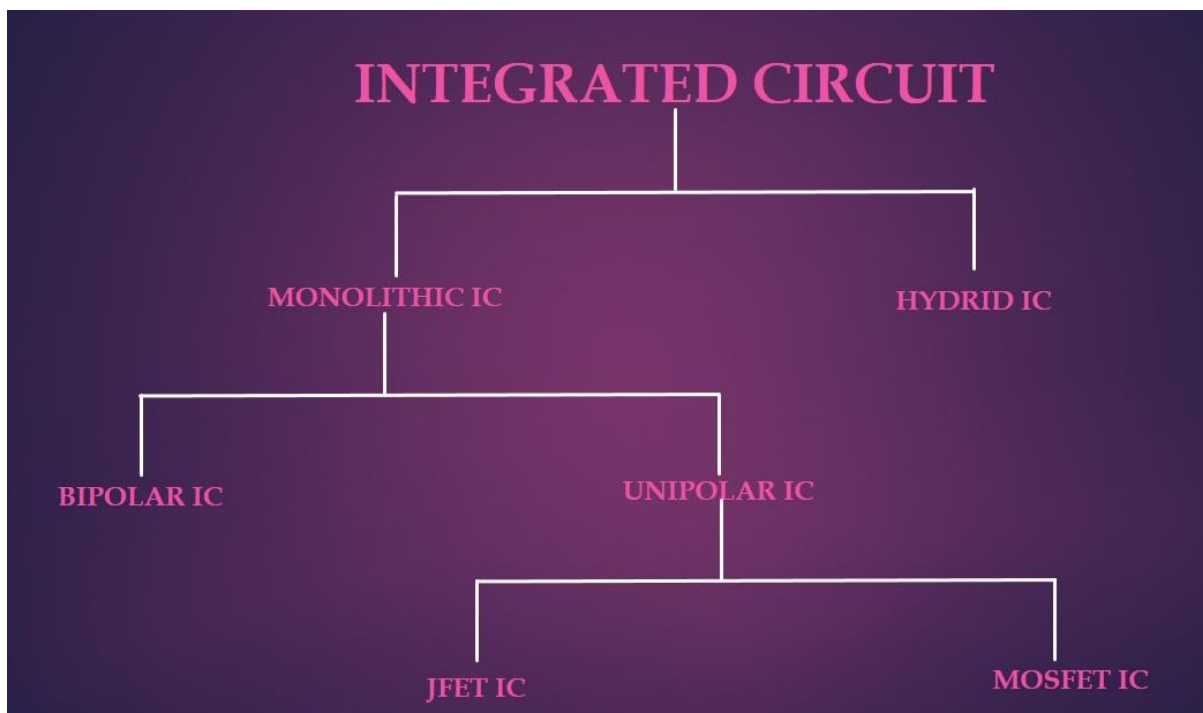 INTEGRATED CIRCUIT
MONOLITHIC IC
HYDRID IC
BIPOLAR IC
UNIPOLAR IC
JFET IC
MOSFET IC